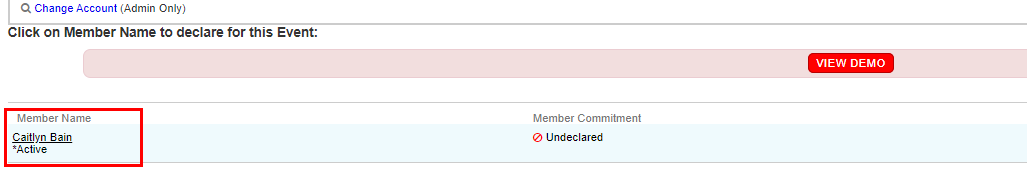 Change Account (Admin Only)
Click on Member Name to declare for this Event:
VIEW DEMO
Member Name Member Commitment
Caitlyn Bain Undeclared
*Active